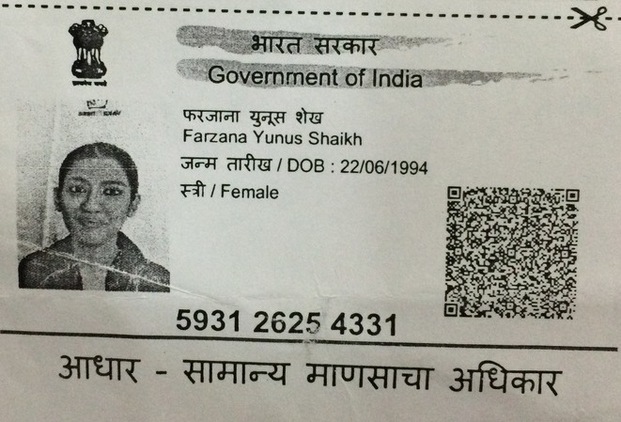 भारत सरकार
Government of India
फरजाना युनूस शेख
Farzana Yunus Shaikh
जन्म तारीख / DOB : 22/06/1994
स्त्री / Female
5931 2625 4331
आधार - सामान्य माणसाचा अधिकार